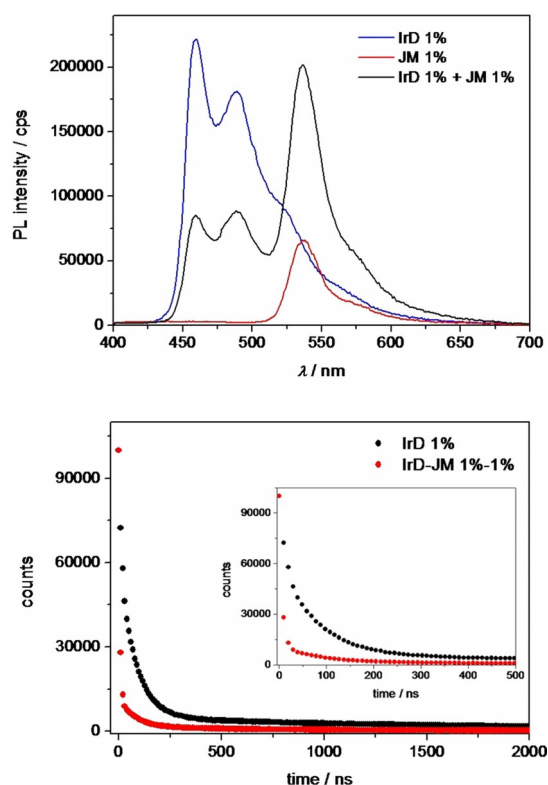 IrD 1%
JM 1%
IrD 1% + JM 1%
PL intensity / cps
200000
150000
100000
50000
0
400 450 500 550 600 650 700
λ / nm
IrD 1%
IrD-JM 1%-1%
counts
90000
60000
30000
0
counts
90000
60000
30000
0
0 100 200 300 400 500
time / ns
0 500 1000 1500 2000
time / ns